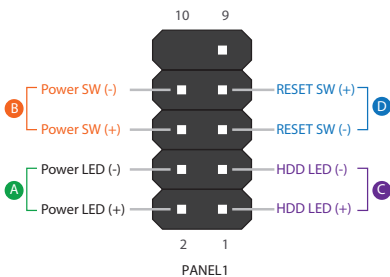 10 9
B Power SW (-) RESET SW (+) D
Power SW (+) RESET SW (-)
A Power LED (-) HDD LED (-) C
Power LED (+) HDD LED (+)
2 1
PANEL1